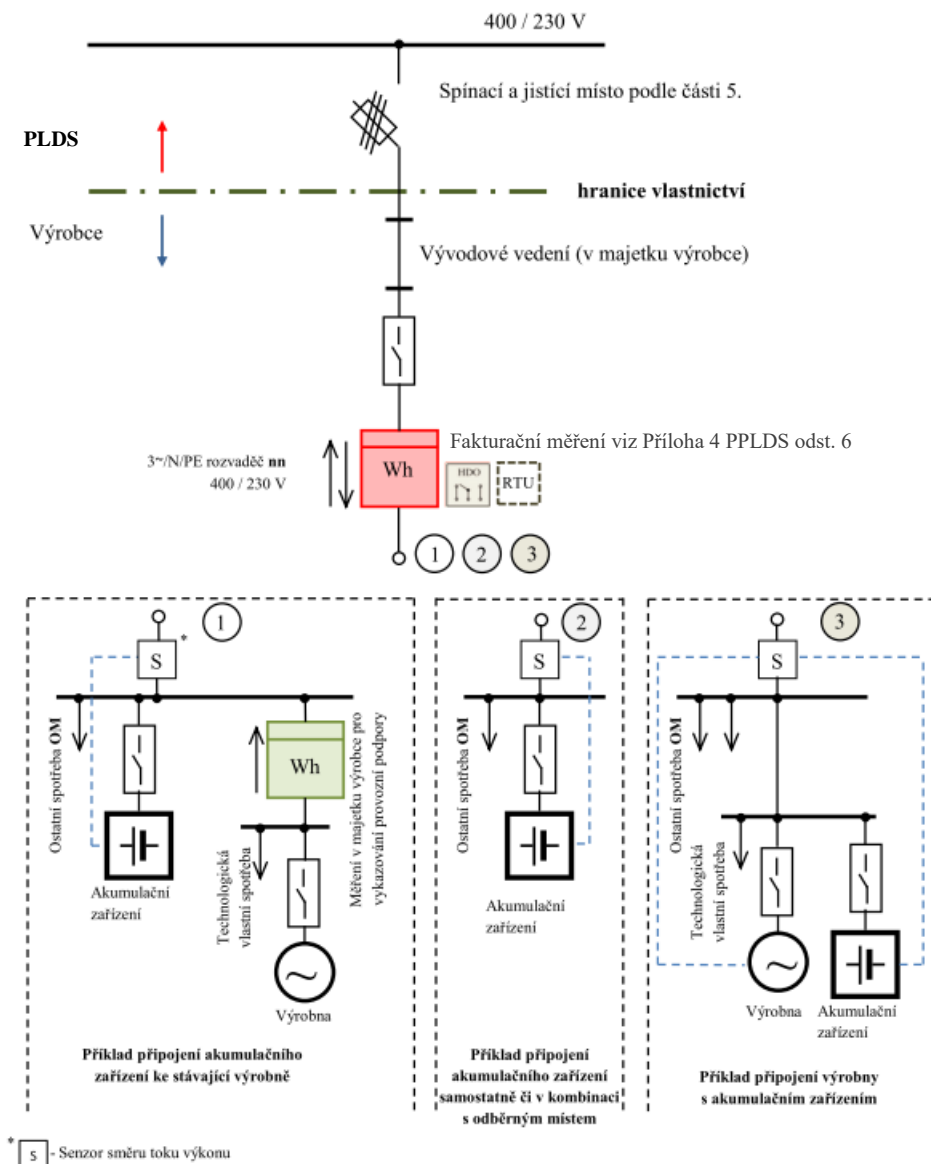 400 / 230 V
Spínací a jistící místo podle části 5.
PLDS
hranice vlastnictví
Výrobce
Vývodové vedení (v majetku výrobce)
Fakturační měření viz Příloha 4 PPLDS odst. 6
3~/N/PE rozvaděč nn
400 / 230 V
Wh
HDO
RTU
1
2
3
1
S
*
Ostatní spotřeba OM
Wh
Měření v majetku výrobce pro
vykazování provozní podpory
Akumulační
zařízení
Technologická
vlastní spotřeba
Výrobna
Příklad připojení akumulačního
zařízení ke stávající výrobně
2
S
Ostatní spotřeba OM
Akumulační
zařízení
Příklad připojení
akumulačního zařízení
samostatně či v kombinaci
s odběrným místem
3
S
Ostatní spotřeba OM
Technologická
vlastní spotřeba
Výrobna
Akumulační
zařízení
Příklad připojení výrobny
s akumulačním zařízením
* S - Senzor směru toku výkonu